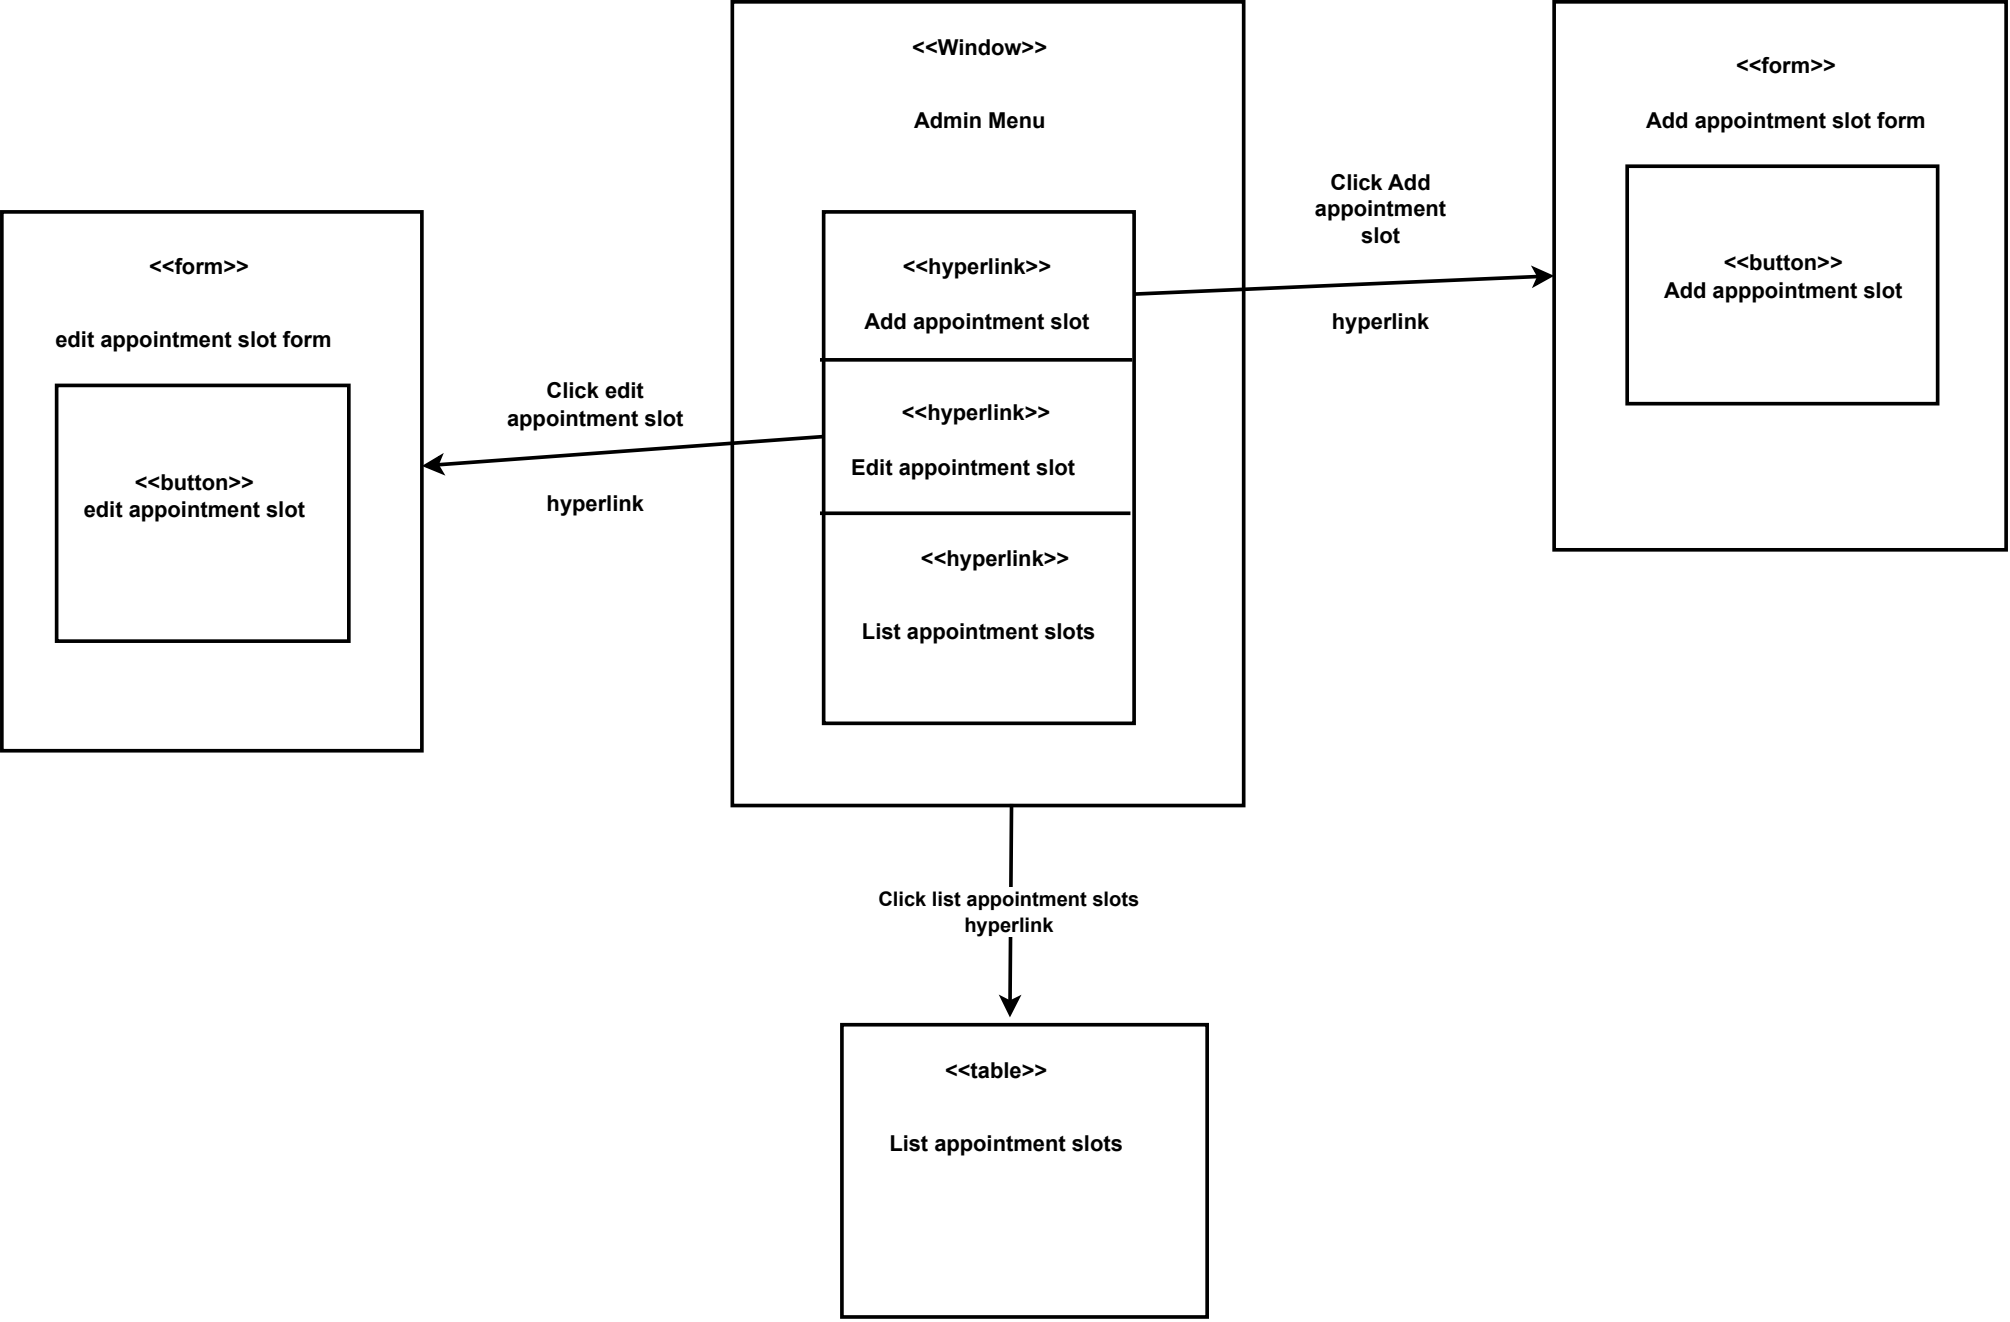 <<Window>>
Admin Menu
<<hyperlink>>
Add appointment slot
<<hyperlink>>
Edit appointment slot
<<hyperlink>>
List appointment slots
Click Add
appointment
slot
hyperlink
<<form>>
Add appointment slot form
<<button>>
Add apppointment slot
Click edit
appointment slot
hyperlink
<<form>>
edit appointment slot form
<<button>>
edit appointment slot
Click list appointment slots
hyperlink
<<table>>
List appointment slots